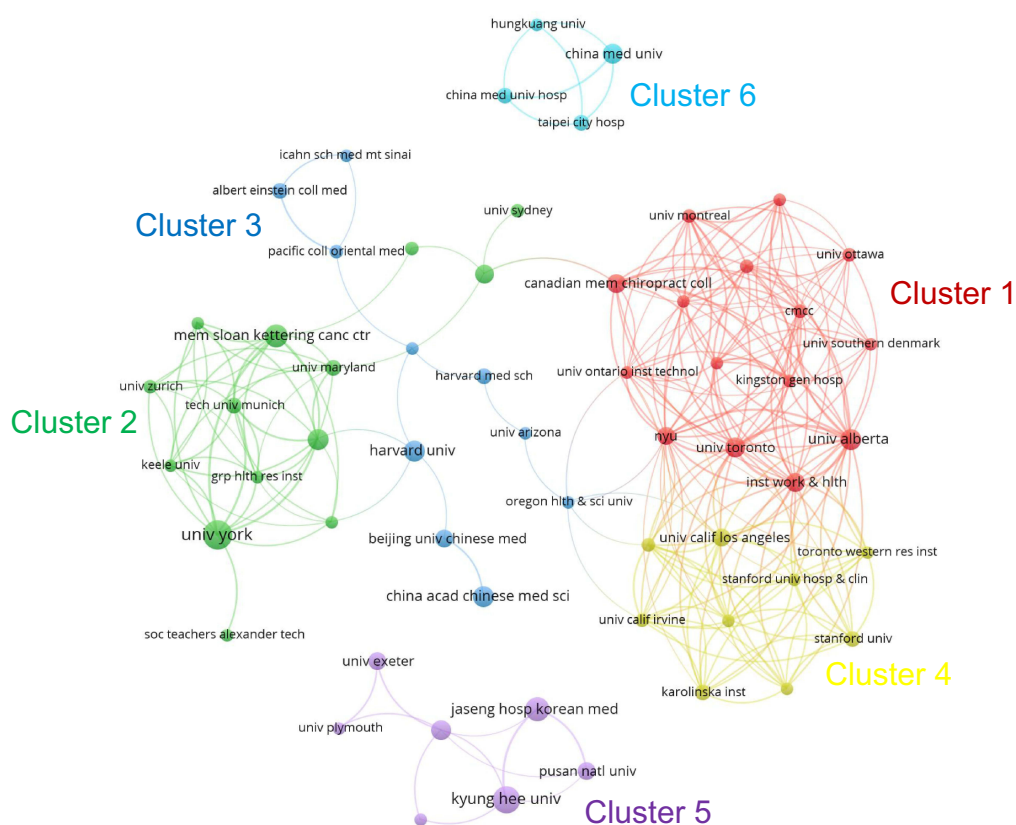 hungkuang univ
china med univ
china med univ hosp
Cluster 6
taipei city hosp
icahn sch med mt sinai
albert einstein coll med
Cluster 3
pacific coll oriental med
univ sydney
univ montreal
univ ottawa
canadian mem chiropract coll
Cluster 1
cmcc
mem sloan kettering canc ctr
univ southern denmark
univ maryland
harvard med sch
univ ontario inst technol
kingston gen hosp
univ zurich
tech univ munich
Cluster 2
univ arizona
nyu
univ toronto
univ alberta
harvard univ
keele univ
grp hlth res inst
inst work & hlth
oregon hlth & sci univ
univ york
beijing univ chinese med
univ calif los angeles
toronto western res inst
stanford univ hosp & clin
china acad chinese med sci
univ calif irvine
soc teachers alexander tech
stanford univ
univ exeter
Cluster 4
karolinska inst
jaseng hosp korean med
univ plymouth
pusan natl univ
kyung hee univ
Cluster 5